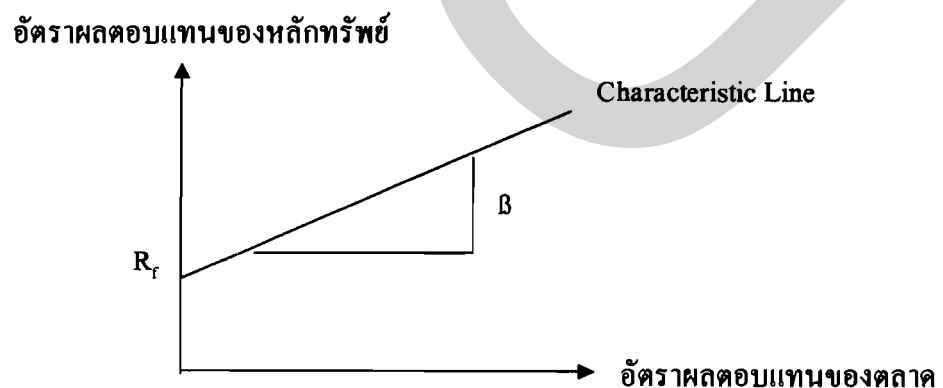 อัตราผลตอบแทนของหลักทรัพย์
Characteristic Line
β
Rf
อัตราผลตอบแทนของตลาด